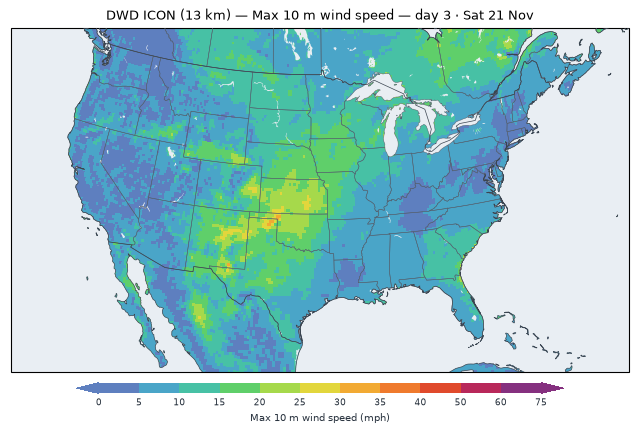 DWD ICON (13 km) — Max 10 m wind speed — day 3 · Sat 21 Nov
0 5 10 15 20 25 30 35 40 50 60 75
Max 10 m wind speed (mph)